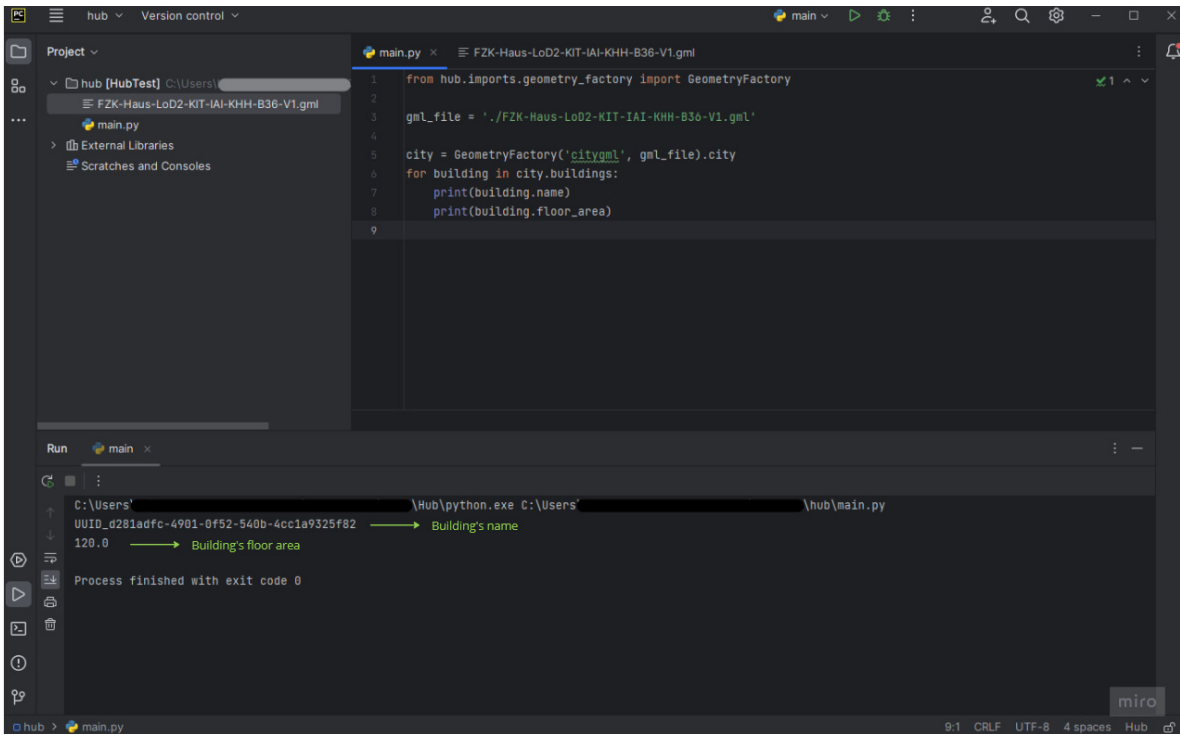 PC hub Version control main
Project
hub [HubTest] C:\Users\
FZK-Haus-LoD2-KIT-IAI-KHH-B36-V1.gml
main.py
External Libraries
Scratches and Consoles
main.py FZK-Haus-LoD2-KIT-IAI-KHH-B36-V1.gml
1 from hub.imports.geometry_factory import GeometryFactory
1
2
3 gml_file = './FZK-Haus-LoD2-KIT-IAI-KHH-B36-V1.gml'
4
5 city = GeometryFactory('citygml', gml_file).city
6 for building in city.buildings:
7 print(building.name)
8 print(building.floor_area)
9
Run main
C:\Users\ \Hub\python.exe C:\Users\ \hub\main.py
UUID_d281adfc-4901-0f52-540b-4cc1a9325f82 Building's name
120.0 Building's floor area
Process finished with exit code 0
miro
hub > main.py 9:1 CRLF UTF-8 4 spaces Hub